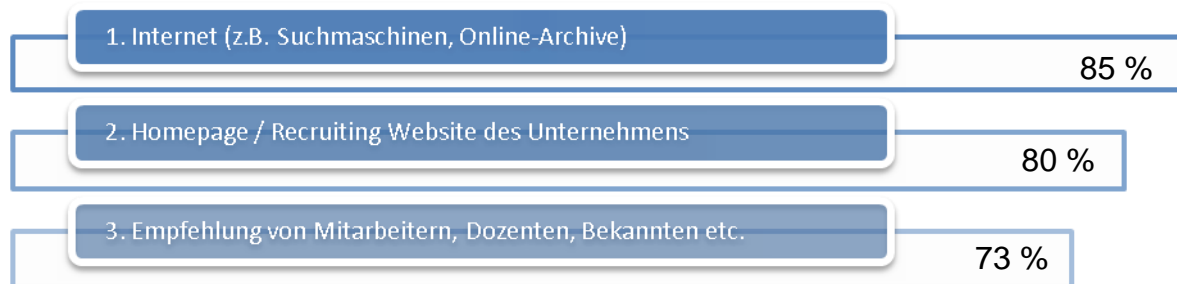 1. Internet (z.B. Suchmaschinen, Online-Archive)
85 %
2. Homepage / Recruiting Website des Unternehmens
80 %
3. Empfehlung von Mitarbeitern, Dozenten, Bekannten etc.
73 %